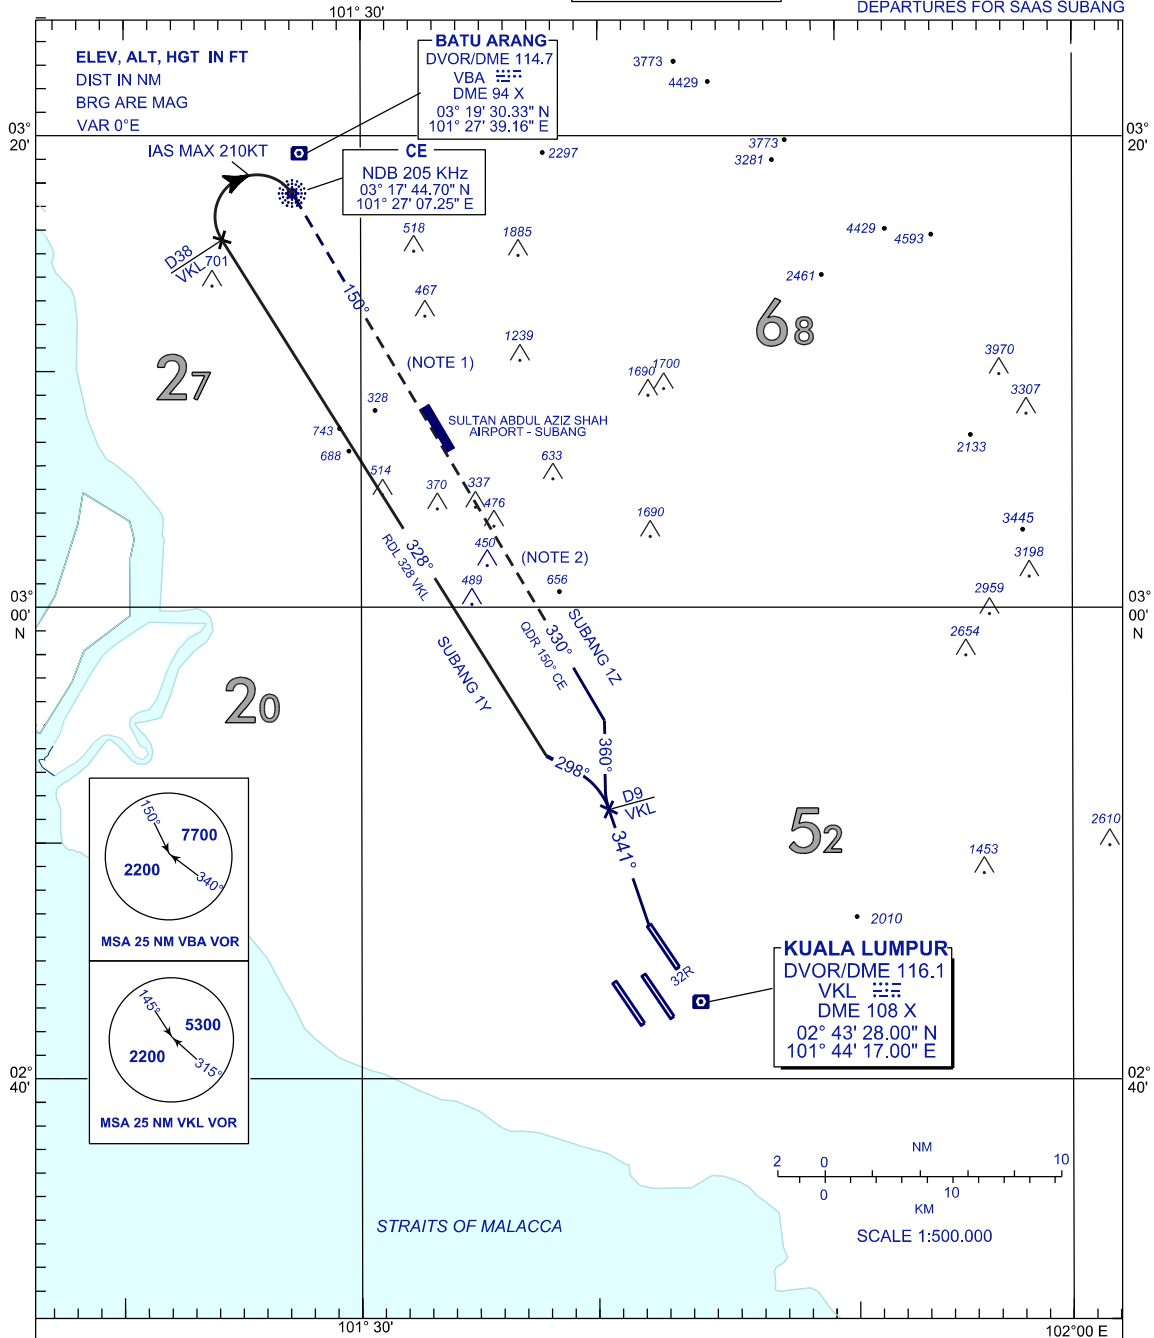 101° 30'
DEPARTURES FOR SAAS SUBANG
ELEV, ALT, HGT IN FT
DIST IN NM
BRG ARE MAG
VAR 0°E
BATU ARANG
DVOR/DME 114.7
VBA
DME 94 X
03° 19' 30.33" N
101° 27' 39.16" E
3773
4429
03°
20'
03°
20'
IAS MAX 210KT
CE
NDB 205 KHz
03° 17' 44.70" N
101° 27' 07.25" E
2297
3773
3281
518
1885
4429
4593
D38
VKL
701
2461
150°
467
68
1239
(NOTE 1)
27
1690
1700
3970
3307
328
743
688
SULTAN ABDUL AZIZ SHAH
AIRPORT - SUBANG
2133
514
370
337
633
476
1690
3445
328°
RDL 328 VKL
450
(NOTE 2)
3198
489
656
2959
03°
00'
N
03°
00'
N
SUBANG 1Z
330°
QDR 150° CE
2654
SUBANG 1Y
20
360°
298°
D9
VKL
52
2610
341°
1453
150°
7700
2200
340°
MSA 25 NM VBA VOR
2010
KUALA LUMPUR
DVOR/DME 116.1
VKL
DME 108 X
02° 43' 28.00" N
101° 44' 17.00" E
32R
145°
5300
2200
315°
MSA 25 NM VKL VOR
02°
40'
02°
40'
NM
2 0 10
0 10
KM
SCALE 1:500.000
STRAITS OF MALACCA
101° 30'
102°00 E